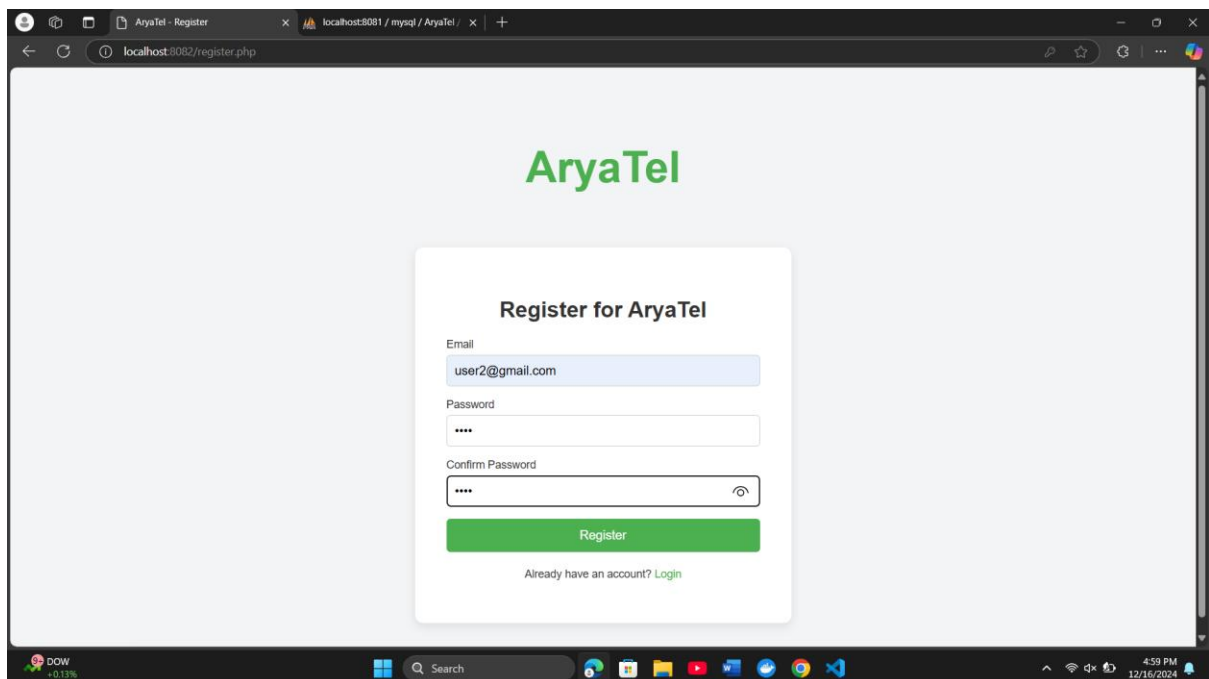 AryaTel - Register
localhost:8081 / mysql / AryaTel /
localhost:8082/register.php
AryaTel
Register for AryaTel
Email
user2@gmail.com
Password
••••
Confirm Password
••••
Register
Already have an account? Login
9+
DOW
+0.13%
Search
4:59 PM
12/16/2024